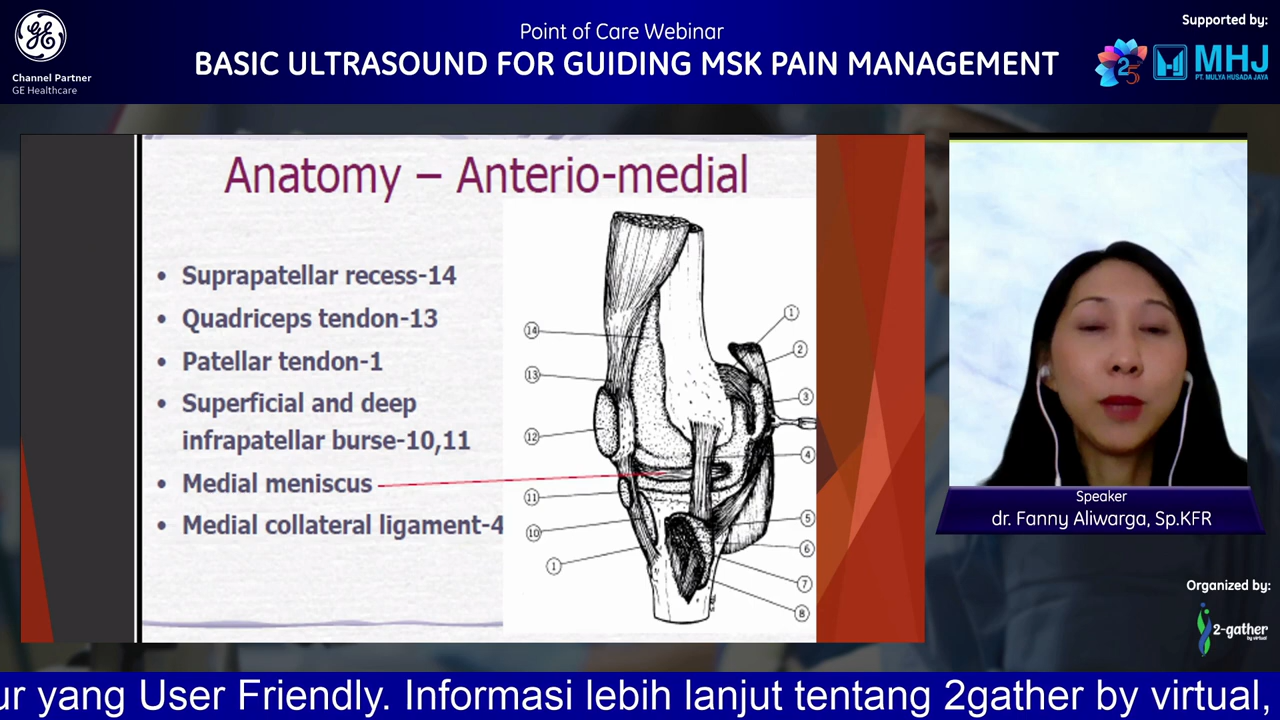 Point of Care Webinar
BASIC ULTRASOUND FOR GUIDING MSK PAIN MANAGEMENT
GE
Channel Partner
GE Healthcare
Supported by:
25
MHJ
PT. MULYA HUSADA JAYA
Anatomy – Anterio-medial
• Suprapatellar recess-14
• Quadriceps tendon-13
• Patellar tendon-1
• Superficial and deep
infrapatellar burse-10,11
• Medial meniscus
• Medial collateral ligament-4
14
13
12
11
10
1
1
2
3
4
5
6
7
8
Speaker
dr. Fanny Aliwarga, Sp.KFR
Organized by:
2-gather
by virtual
ur yang User Friendly. Informasi lebih lanjut tentang 2gather by virtual,